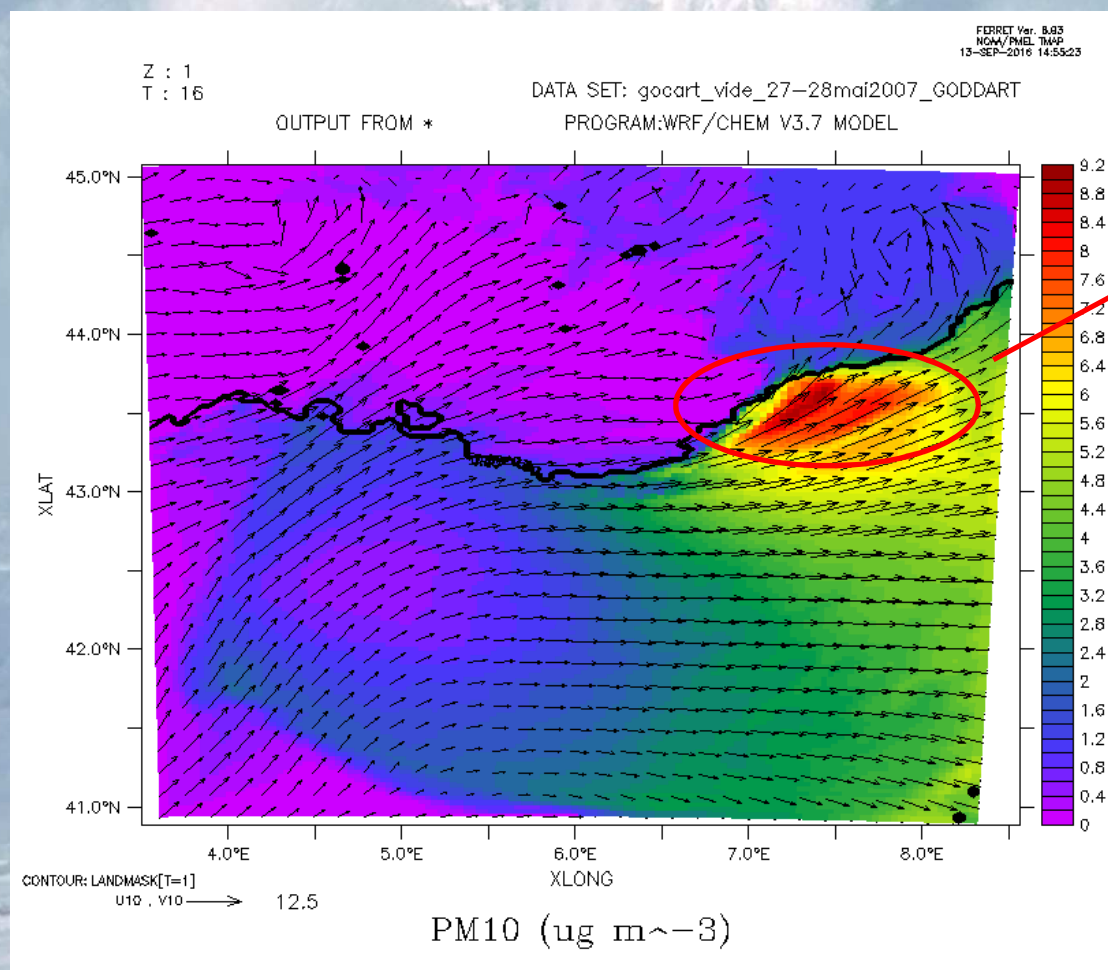 FERRET Ver. 6.93
NOAA/PMEL TMAP
13-SEP-2016 14:55:23
Z : 1
T : 16
DATA SET: gocart_vide_27-28mai2007_GODDART
OUTPUT FROM *
PROGRAM:WRF/CHEM V3.7 MODEL
45.0°N
44.0°N
43.0°N
42.0°N
41.0°N
XLAT
4.0°E
5.0°E
6.0°E
7.0°E
8.0°E
XLONG
9.2
8.8
8.4
8
7.6
7.2
6.8
6.4
6
5.6
5.2
4.8
4.4
4
3.6
3.2
2.8
2.4
2
1.6
1.2
0.8
0.4
0
CONTOUR: LANDMASK[T=1]
U10 , V10
12.5
PM10 (ug m^-3)